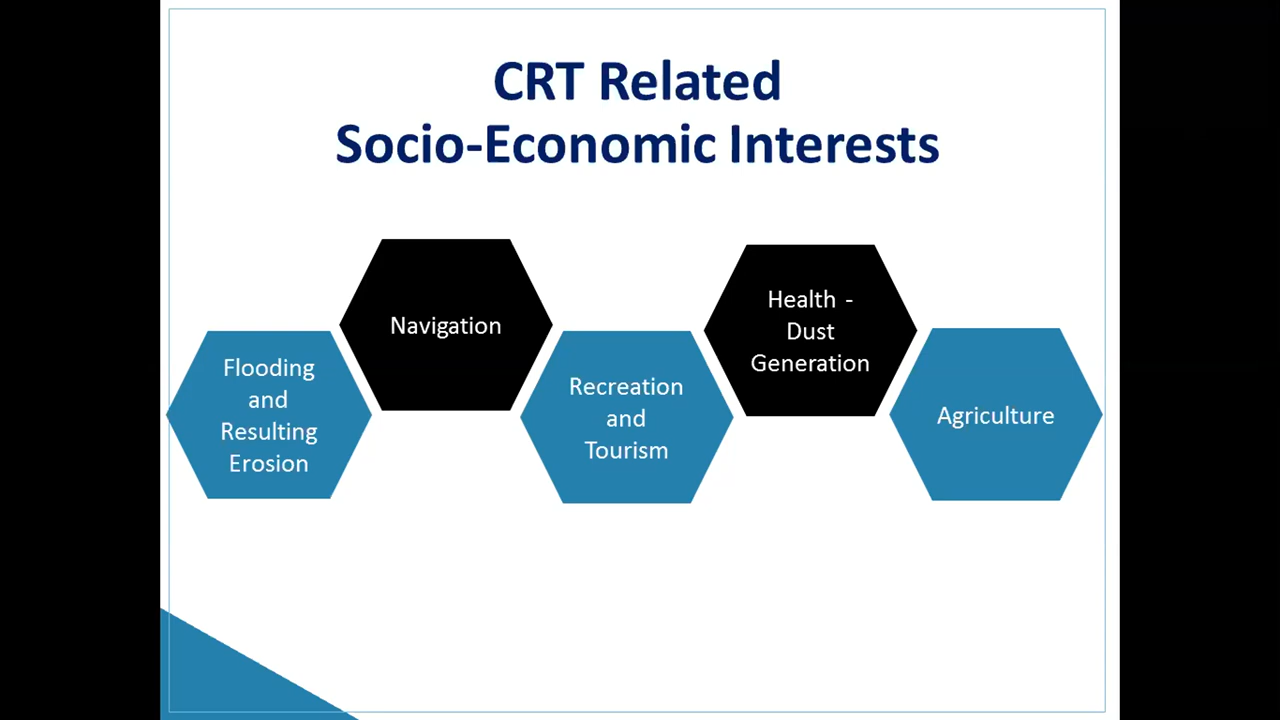 CRT Related
Socio-Economic Interests
Flooding
and
Resulting
Erosion
Navigation
Recreation
and
Tourism
Health -
Dust
Generation
Agriculture